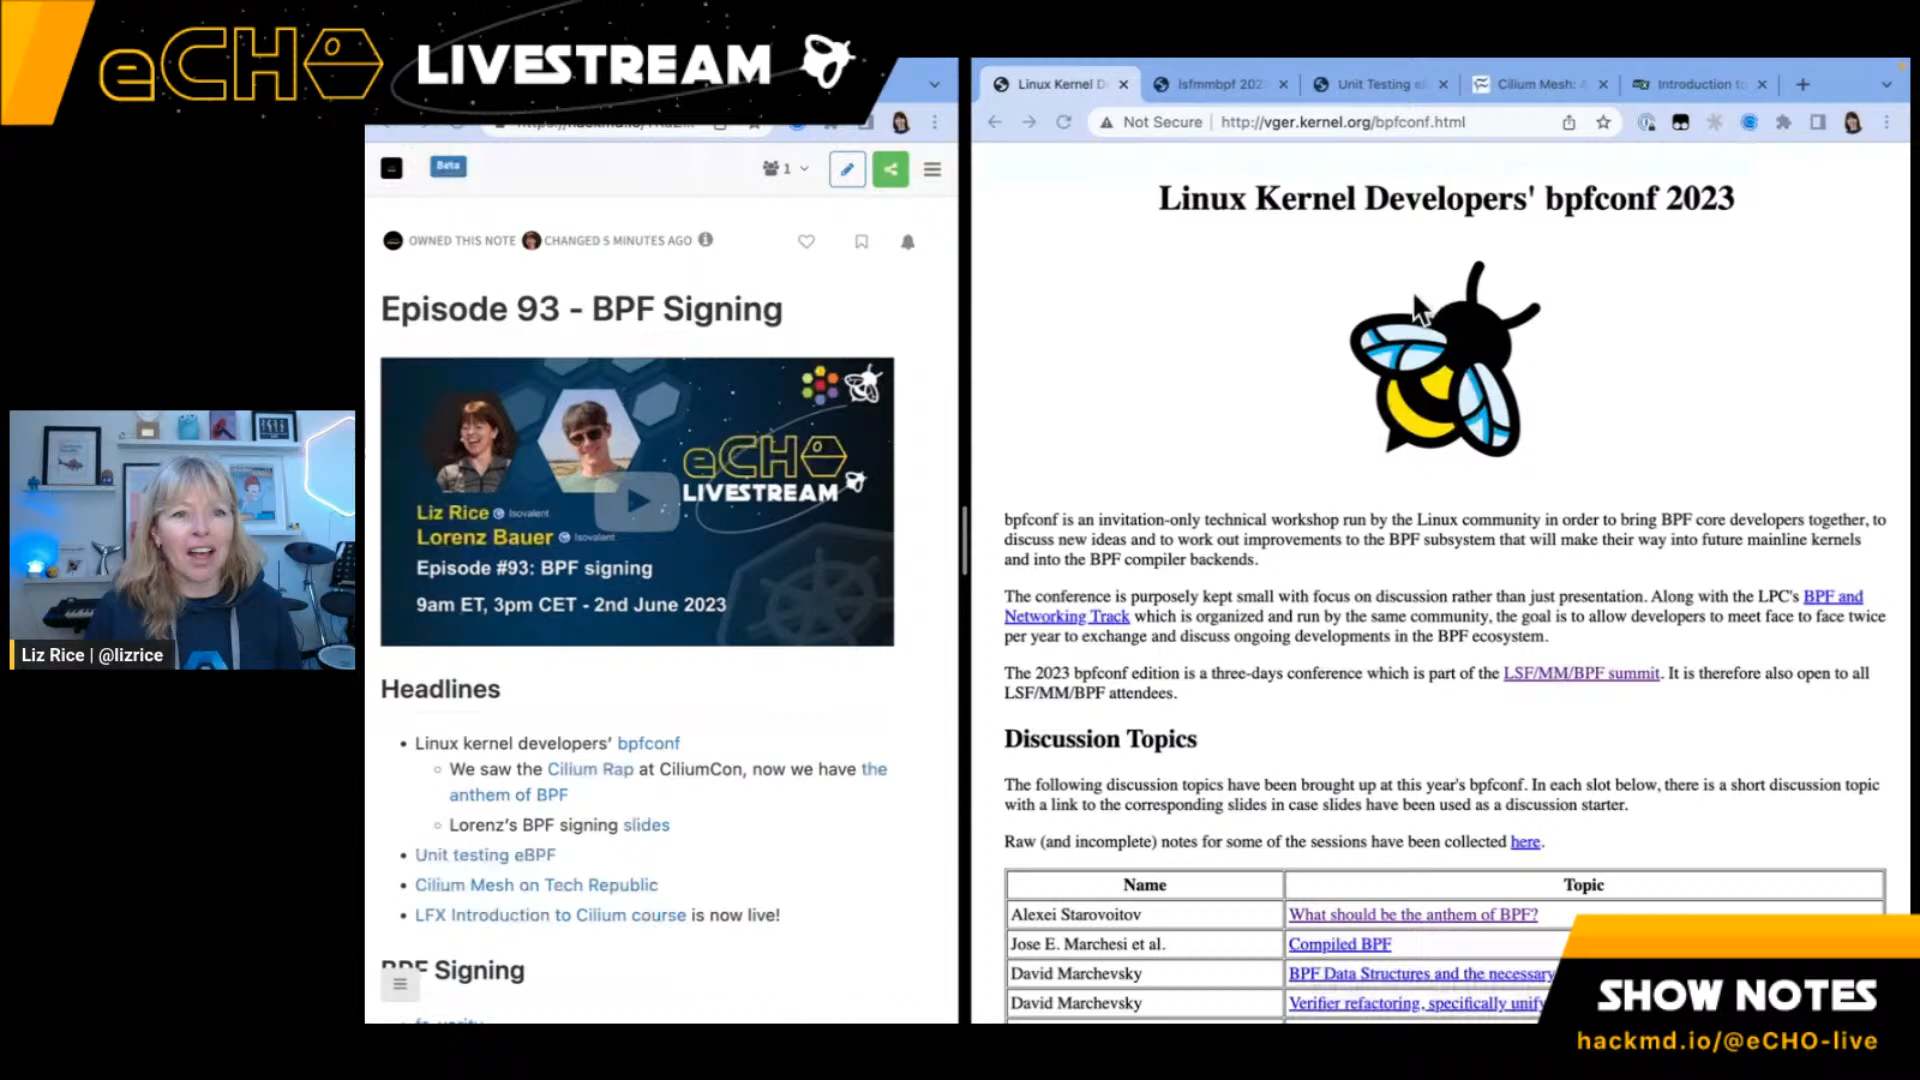 eCHO LIVESTREAM
Linux Kernel D
lsfmmbpf 202
Unit Testing e
Cilium Mesh: A
Introduction to
Not Secure | http://vger.kernel.org/bpfconf.html
Beta
1
OWNED THIS NOTE CHANGED 5 MINUTES AGO
Episode 93 - BPF Signing
eCHO
LIVESTREAM
Liz Rice Isovalent
Lorenz Bauer Isovalent
Episode #93: BPF signing
9am ET, 3pm CET - 2nd June 2023
Headlines
• Linux kernel developers’ bpfconf
○ We saw the Cilium Rap at CiliumCon, now we have the
anthem of BPF
○ Lorenz’s BPF signing slides
• Unit testing eBPF
• Cilium Mesh on Tech Republic
• LFX Introduction to Cilium course is now live!
BPF Signing
Liz Rice | @lizrice
Linux Kernel Developers' bpfconf 2023
bpfconf is an invitation-only technical workshop run by the Linux community in order to bring BPF core developers together, to
discuss new ideas and to work out improvements to the BPF subsystem that will make their way into future mainline kernels
and into the BPF compiler backends.
The conference is purposely kept small with focus on discussion rather than just presentation. Along with the LPC's BPF and
Networking Track which is organized and run by the same community, the goal is to allow developers to meet face to face twice
per year to exchange and discuss ongoing developments in the BPF ecosystem.
The 2023 bpfconf edition is a three-days conference which is part of the LSF/MM/BPF summit. It is therefore also open to all
LSF/MM/BPF attendees.
Discussion Topics
The following discussion topics have been brought up at this year's bpfconf. In each slot below, there is a short discussion topic
with a link to the corresponding slides in case slides have been used as a discussion starter.
Raw (and incomplete) notes for some of the sessions have been collected here.
Name Topic
Alexei Starovoitov What should be the anthem of BPF?
Jose E. Marchesi et al. Compiled BPF
David Marchevsky BPF Data Structures and the necessary
David Marchevsky Verifier refactoring, specifically unify
SHOW NOTES
hackmd.io/@eCHO-live